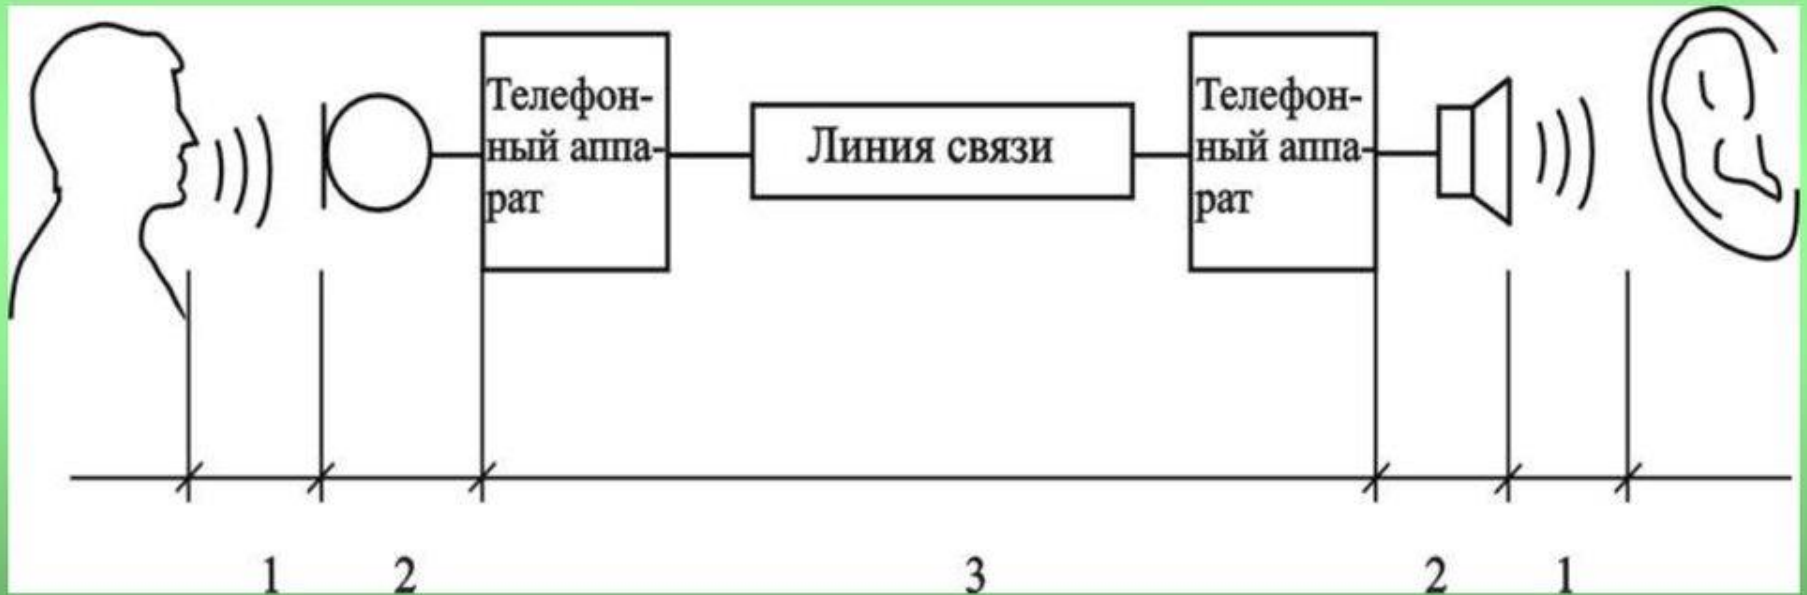 Телефон-
ный аппа-
рат
Линия связи
Телефон-
ный аппа-
рат
1 2 3 2 1